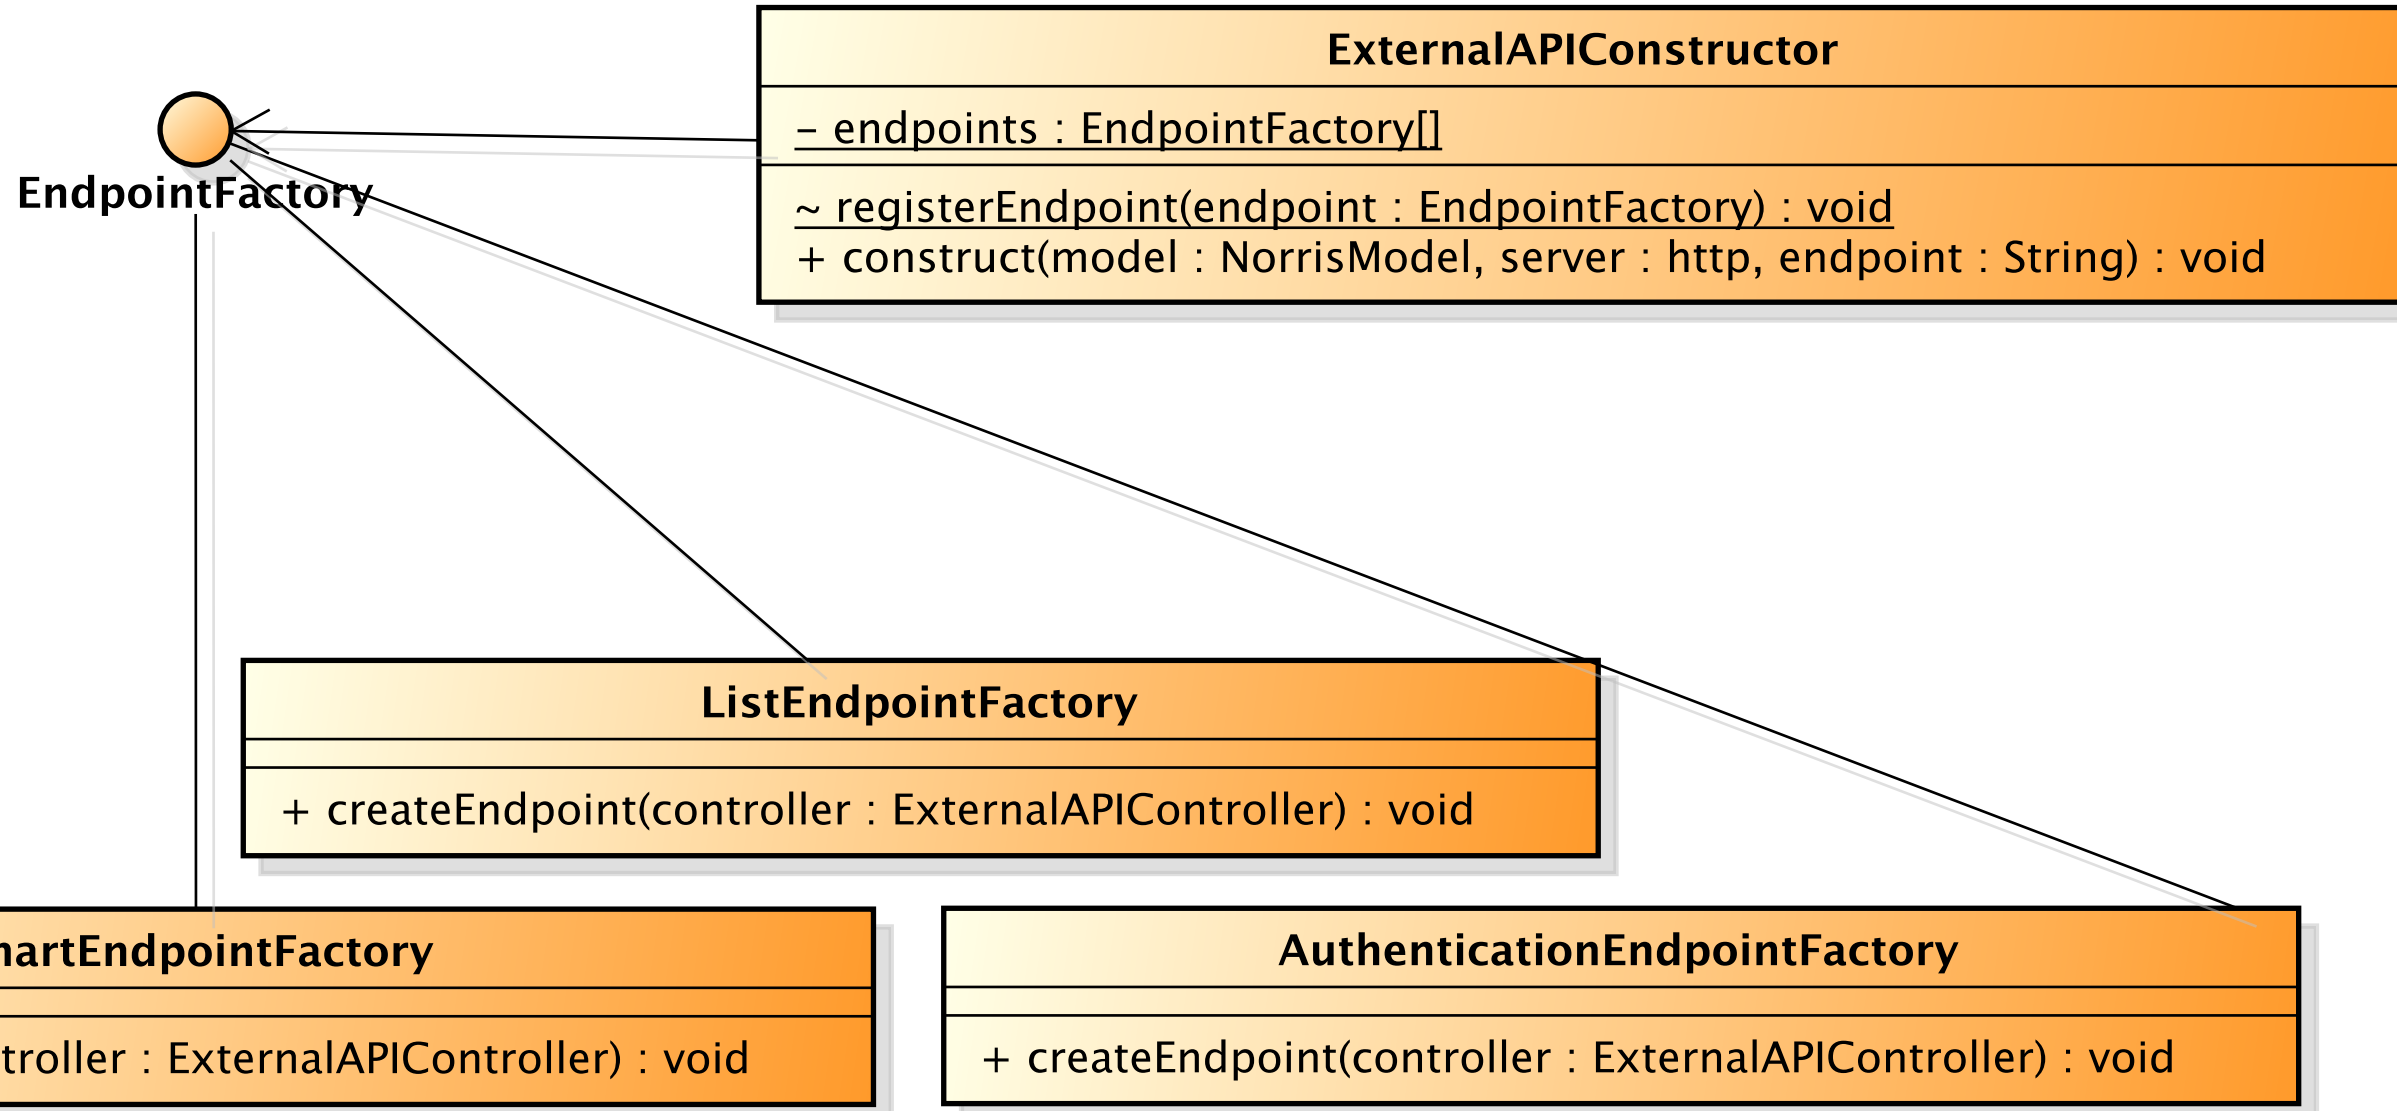 ExternalAPIConstructor
- endpoints : EndpointFactory[]
EndpointFactory
~ registerEndpoint(endpoint : EndpointFactory) : void
+ construct(model : NorrisModel, server : http, endpoint : String) : void
ListEndpointFactory
+ createEndpoint(controller : ExternalAPIController) : void
artEndpointFactory
troller : ExternalAPIController) : void
AuthenticationEndpointFactory
+ createEndpoint(controller : ExternalAPIController) : void